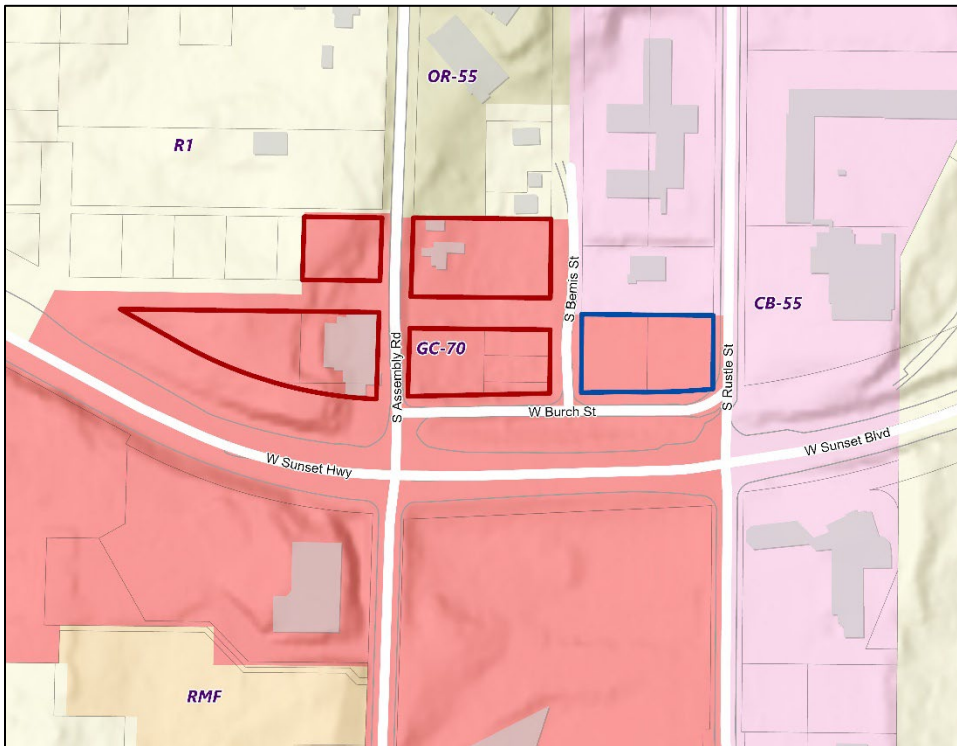 OR-55
R1
S Bemis St
CB-55
GC-70
S Assembly Rd
S Rustle St
W Burch St
W Sunset Blvd
W Sunset Hwy
RMF